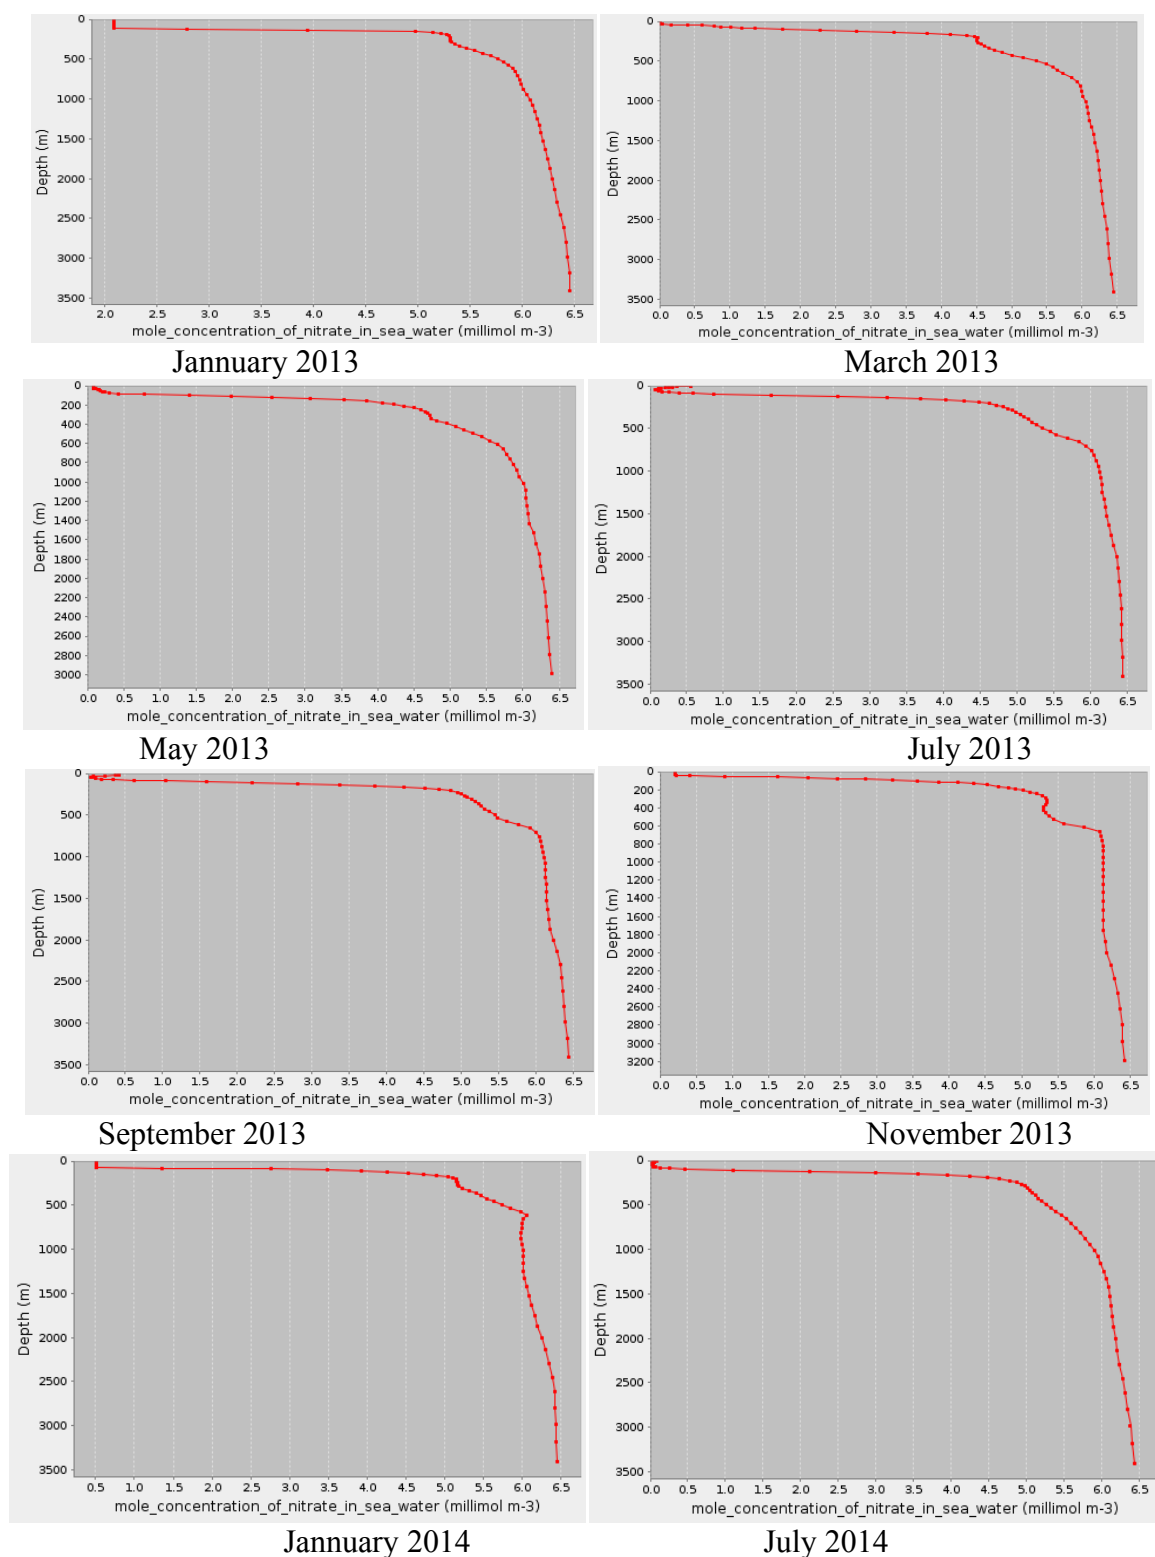 0
500
1000
1500
2000
2500
3000
3500
Depth (m)
2.0 2.5 3.0 3.5 4.0 4.5 5.0 5.5 6.0 6.5
mole_concentration_of_nitrate_in_sea_water (millimol m-3)
Jannuary 2013
0
500
1000
1500
2000
2500
3000
3500
Depth (m)
0.0 0.5 1.0 1.5 2.0 2.5 3.0 3.5 4.0 4.5 5.0 5.5 6.0 6.5
mole_concentration_of_nitrate_in_sea_water (millimol m-3)
March 2013
0
200
400
600
800
1000
1200
1400
1600
1800
2000
2200
2400
2600
2800
3000
Depth (m)
0.0 0.5 1.0 1.5 2.0 2.5 3.0 3.5 4.0 4.5 5.0 5.5 6.0 6.5
mole_concentration_of_nitrate_in_sea_water (millimol m-3)
May 2013
0
500
1000
1500
2000
2500
3000
3500
Depth (m)
0.0 0.5 1.0 1.5 2.0 2.5 3.0 3.5 4.0 4.5 5.0 5.5 6.0 6.5
mole_concentration_of_nitrate_in_sea_water (millimol m-3)
July 2013
0
500
1000
1500
2000
2500
3000
3500
Depth (m)
0.0 0.5 1.0 1.5 2.0 2.5 3.0 3.5 4.0 4.5 5.0 5.5 6.0 6.5
mole_concentration_of_nitrate_in_sea_water (millimol m-3)
September 2013
0
200
400
600
800
1000
1200
1400
1600
1800
2000
2200
2400
2600
2800
3000
3200
Depth (m)
0.0 0.5 1.0 1.5 2.0 2.5 3.0 3.5 4.0 4.5 5.0 5.5 6.0 6.5
mole_concentration_of_nitrate_in_sea_water (millimol m-3)
November 2013
0
500
1000
1500
2000
2500
3000
3500
Depth (m)
0.5 1.0 1.5 2.0 2.5 3.0 3.5 4.0 4.5 5.0 5.5 6.0 6.5
mole_concentration_of_nitrate_in_sea_water (millimol m-3)
Jannuary 2014
0
500
1000
1500
2000
2500
3000
3500
Depth (m)
0.0 0.5 1.0 1.5 2.0 2.5 3.0 3.5 4.0 4.5 5.0 5.5 6.0 6.5
mole_concentration_of_nitrate_in_sea_water (millimol m-3)
July 2014